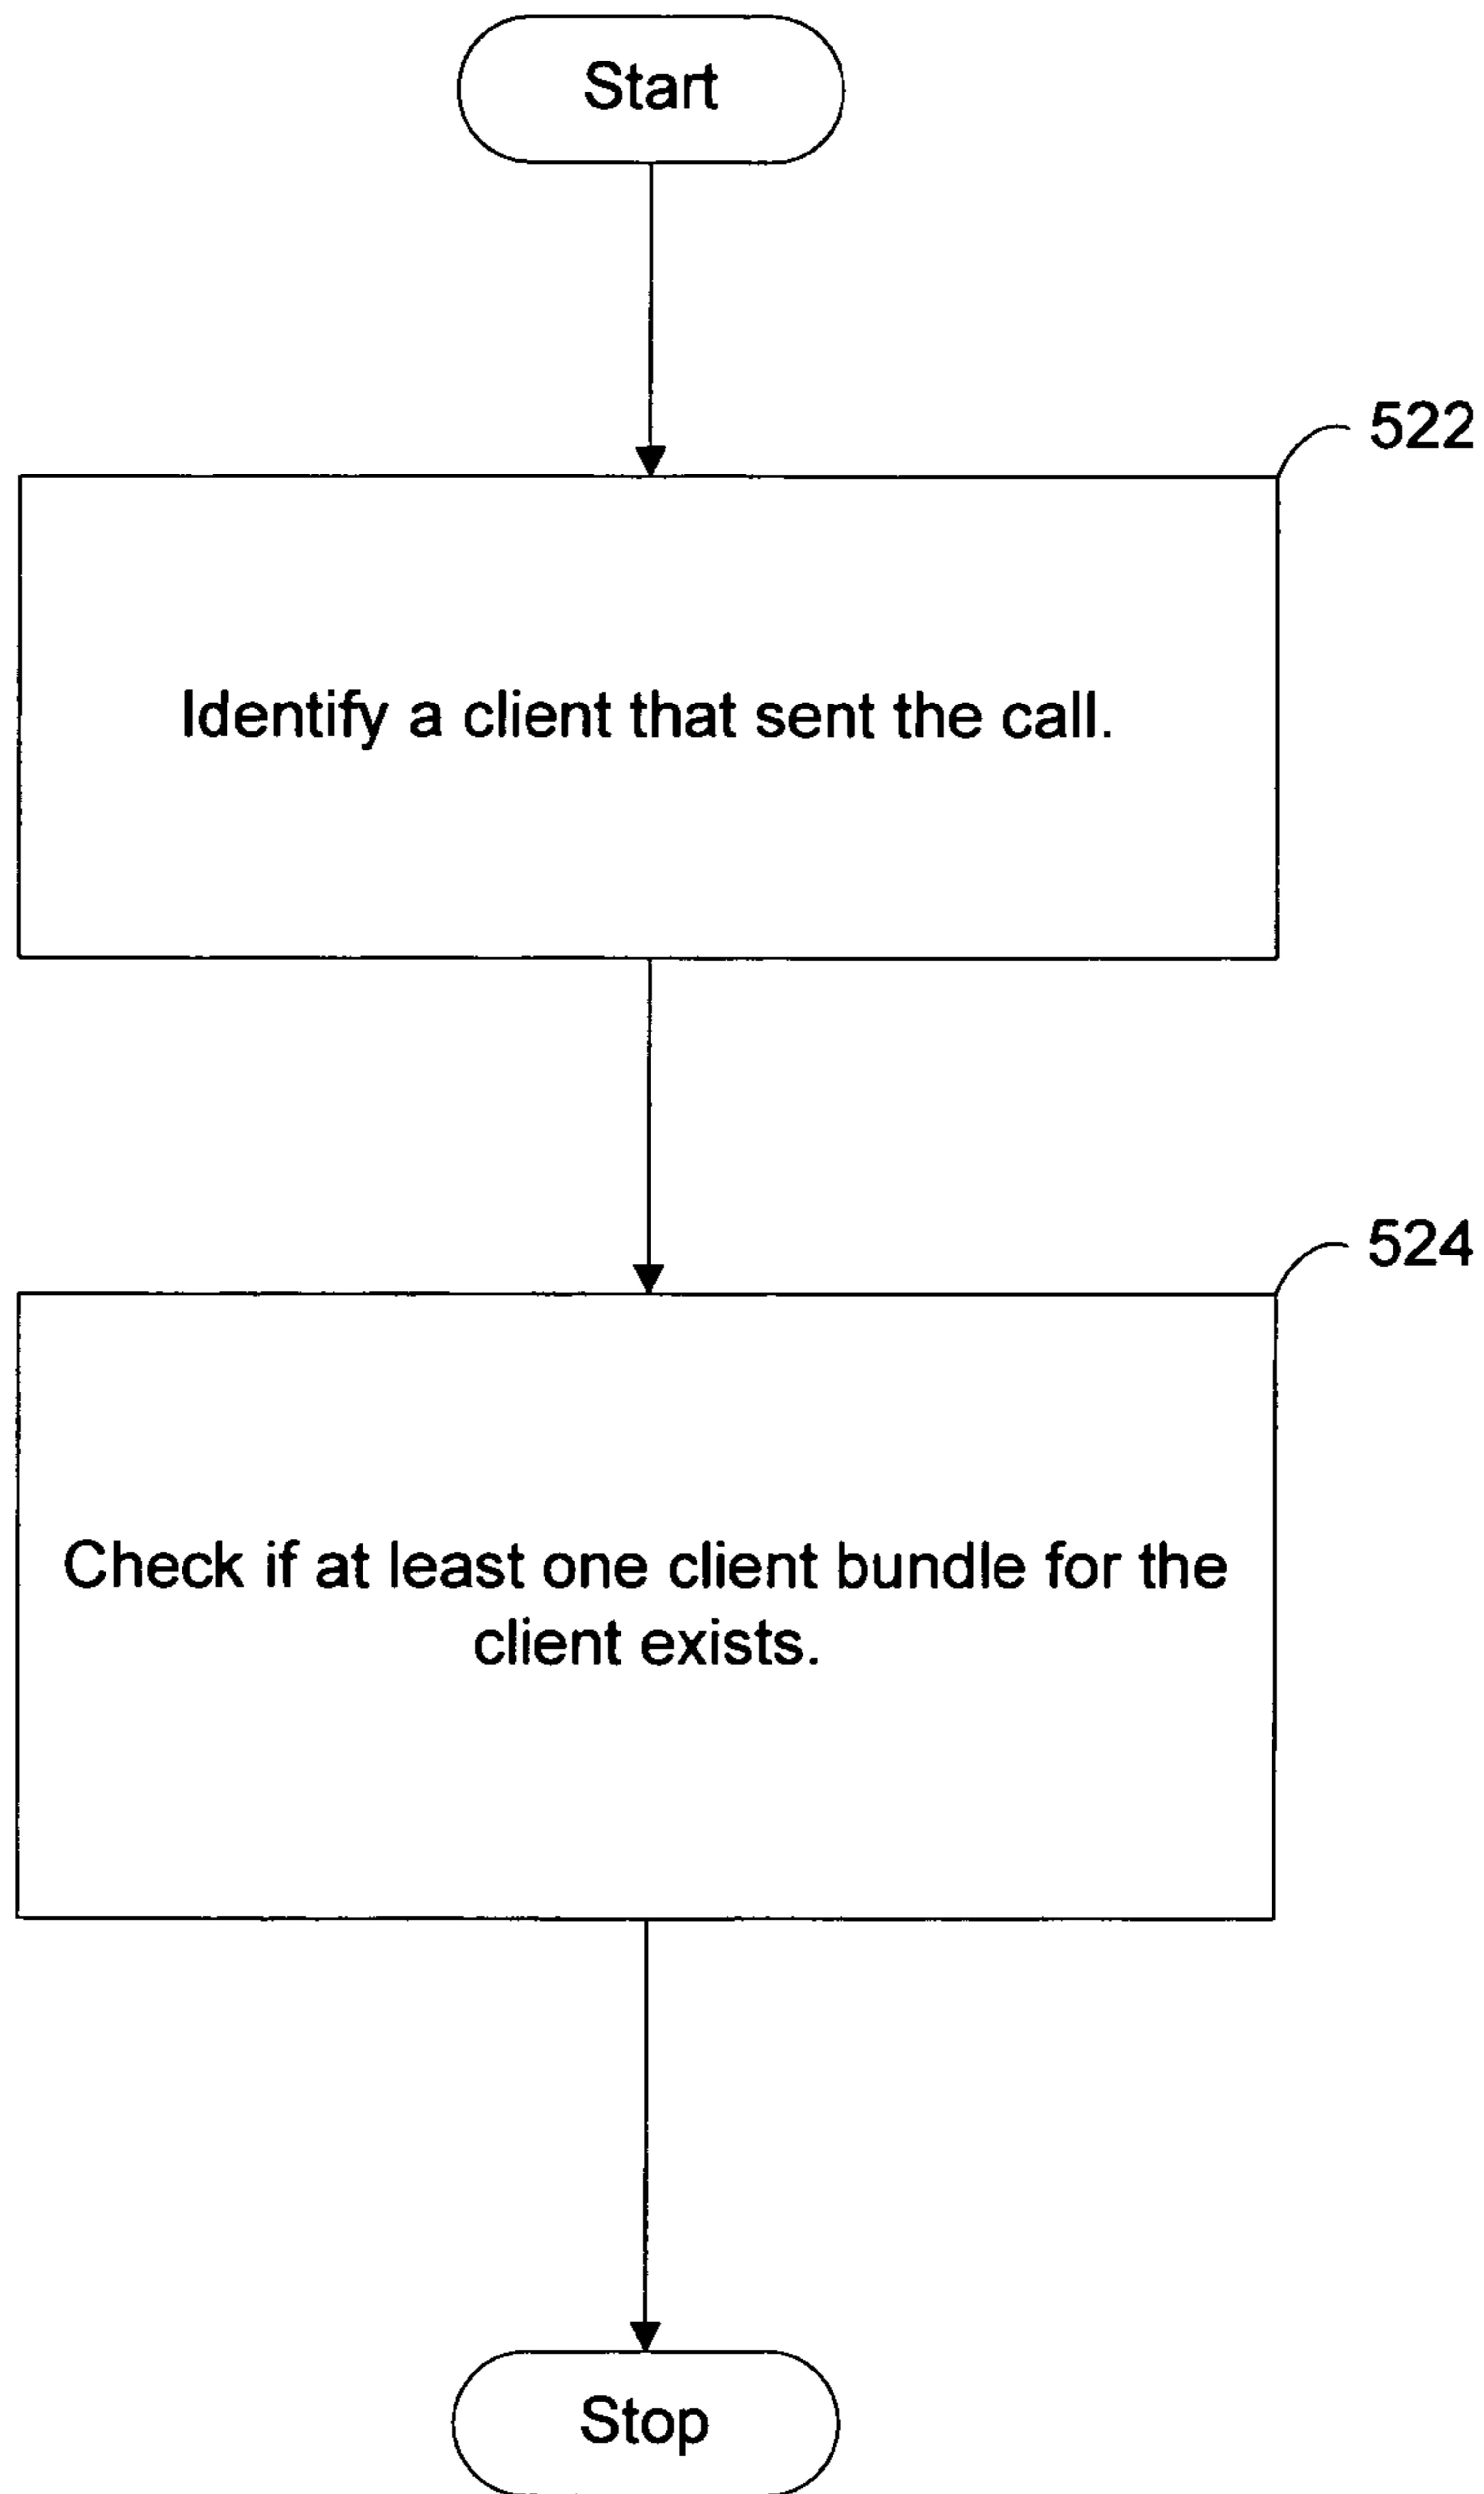 Start
522
Identify a client that sent the call.
524
Check if at least one client bundle for the
client exists.
Stop